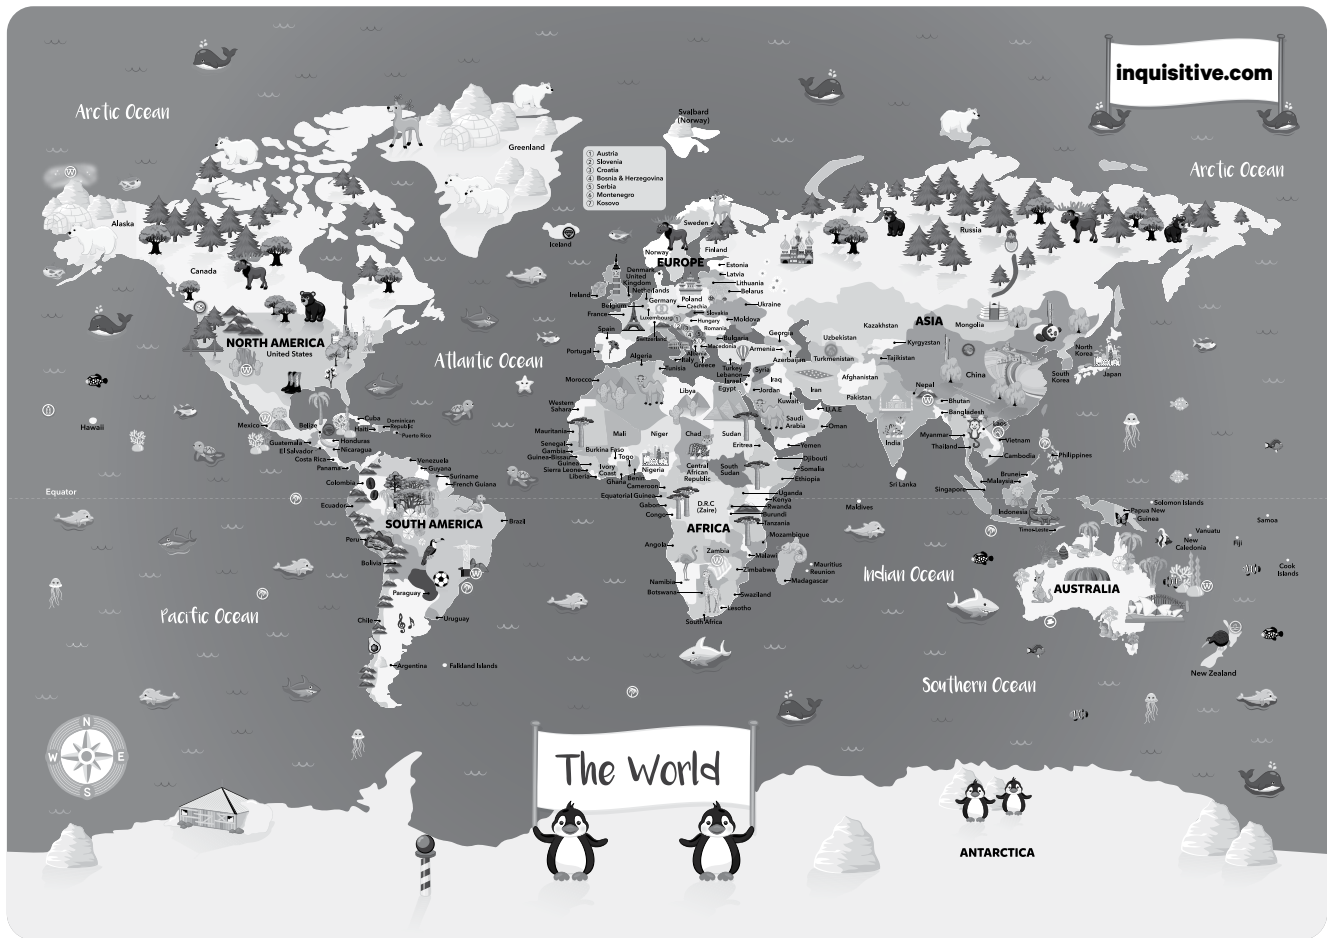 inquisitive.com
Arctic Ocean
Svalbard
(Norway)
Greenland
① Austria
② Slovenia
③ Croatia
④ Bosnia & Herzegovina
⑤ Serbia
⑥ Montenegro
⑦ Kosovo
Arctic Ocean
W
Alaska
Iceland
Sweden
Norway
Finland
Russia
Canada
EUROPE
Estonia
Latvia
Lithuania
Belarus
Denmark
United
Kingdom
Netherlands
Ireland
Germany
Poland
Belgium
Czechia
Ukraine
France
Luxembourg
Slovakia
Hungary
Moldova
Romania
Spain
Switzerland
Bulgaria
Georgia
Kazakhstan
ASIA
Mongolia
NORTH AMERICA
United States
Atlantic Ocean
Portugal
Algeria
Albania
Italy
Macedonia
Greece
Armenia
Azerbaijan
Uzbekistan
Turkmenistan
Kyrgyzstan
Tajikistan
North
Korea
South
Korea
Japan
China
Morocco
Tunisia
Turkey
Lebanon
Israel
Egypt
Syria
Iraq
Jordan
Kuwait
Iran
Afghanistan
Pakistan
Nepal
Bhutan
Bangladesh
Hawaii
Mexico
Belize
Cuba
Haiti
Dominican
Republic
Puerto Rico
Guatemala
El Salvador
Honduras
Nicaragua
Costa Rica
Panama
Western
Sahara
Libya
Mauritania
Mali
Niger
Chad
Sudan
Eritrea
Saudi
Arabia
U.A.E
Oman
Yemen
India
Myanmar
Laos
Thailand
Vietnam
Cambodia
Philippines
Senegal
Gambia
Guinea-Bissau
Guinea
Sierra Leone
Liberia
Burkina Faso
Togo
Ivory
Coast
Ghana
Benin
Nigeria
Cameroon
Central
African
Republic
South
Sudan
Djibouti
Somalia
Ethiopia
Sri Lanka
Brunei
Malaysia
Singapore
Venezuela
Guyana
Suriname
French Guiana
Colombia
Equator
Ecuador
SOUTH AMERICA
Brazil
Peru
Bolivia
Equatorial Guinea
Gabon
Congo
D.R.C
(Zaire)
Uganda
Kenya
Rwanda
Burundi
Tanzania
AFRICA
Mozambique
Maldives
Indonesia
Timor-Leste
Solomon Islands
Papua New
Guinea
Vanuatu
New
Caledonia
Samoa
Fiji
Cook
Islands
Angola
Zambia
Malawi
Zimbabwe
Mauritius
Reunion
Madagascar
Indian Ocean
AUSTRALIA
Pacific Ocean
Paraguay
Namibia
Botswana
Swaziland
Lesotho
South Africa
Chile
Uruguay
Argentina
Falkland Islands
New Zealand
Southern Ocean
N
W E
S
The World
ANTARCTICA